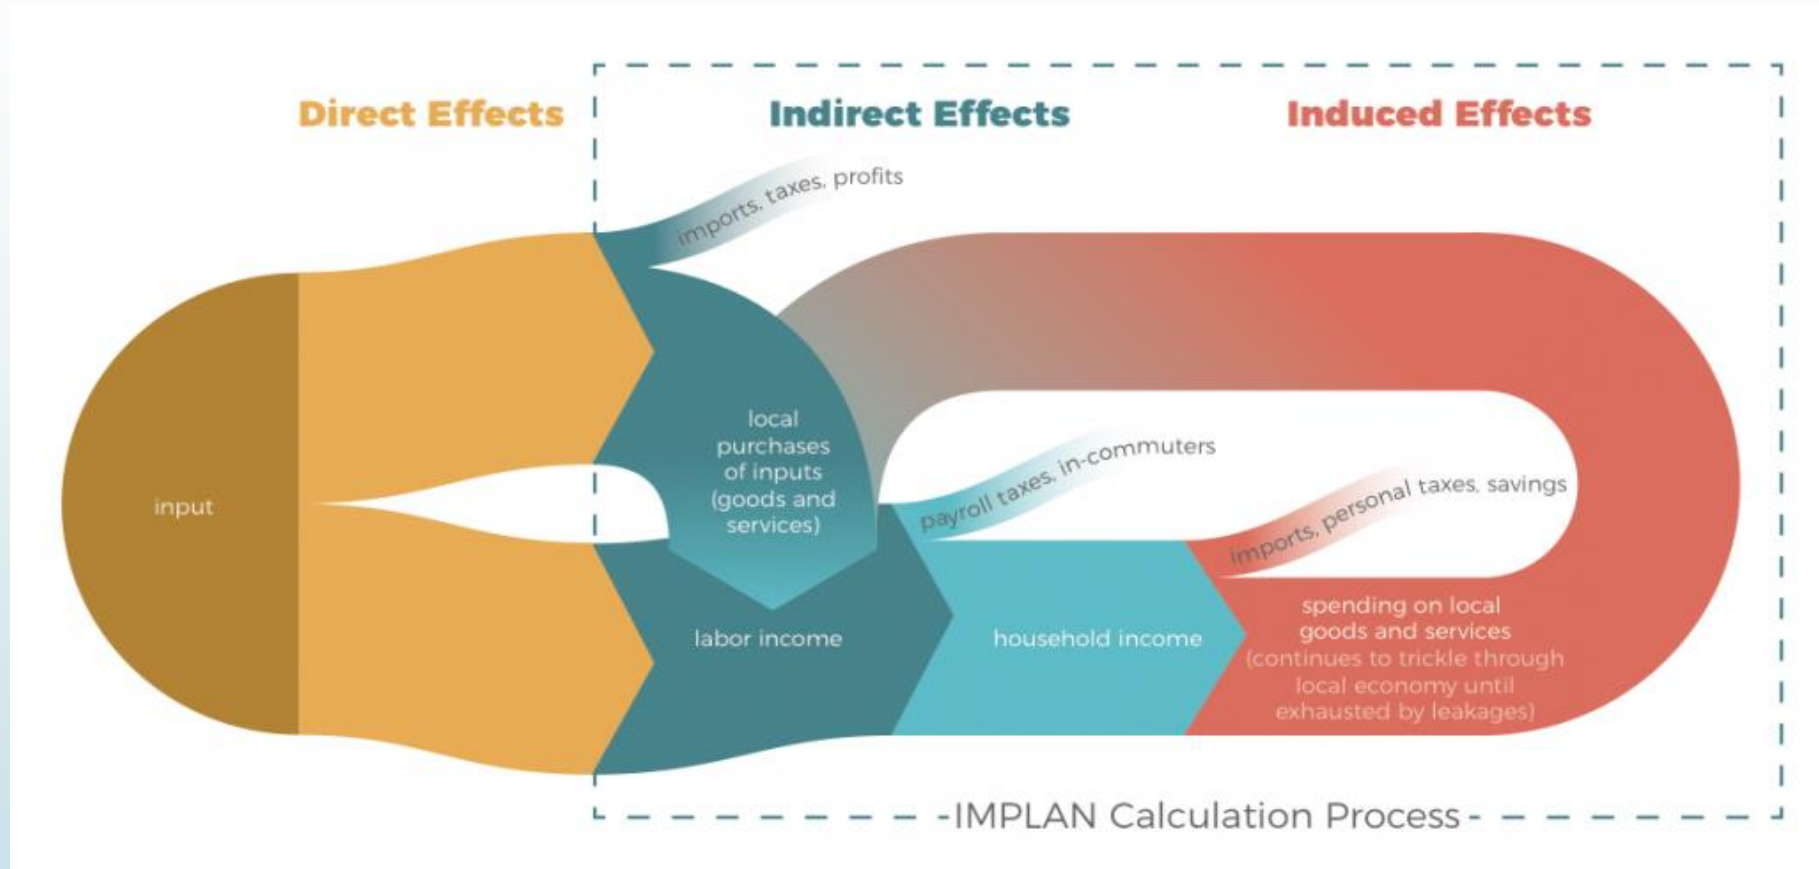 Direct Effects
Indirect Effects
Induced Effects
imports, taxes, profits
local
purchases
of inputs
(goods and
services)
input
payroll taxes, in-commuters
imports, personal taxes, savings
labor income
household income
spending on local
goods and services
(continues to trickle through
local economy until
exhausted by leakages)
IMPLAN Calculation Process